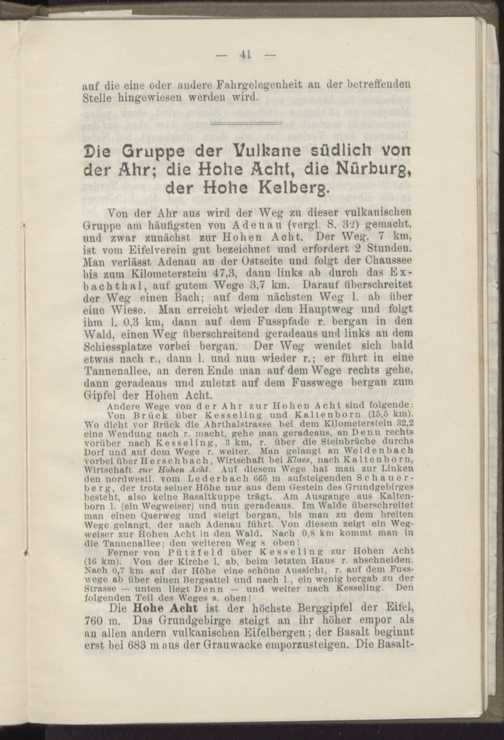 — 41 —
auf die eine oder andere Fahrgelegenheit an der betreffenden
Stelle hingewiesen werden wird.
Die Gruppe der Vulkane südlich von
der Ahr; die Hohe Acht, die Nürburg,
der Hohe Kelberg.
Von der Ahr aus wird der Weg zu dieser vulkanischen
Gruppe am häufigsten von Adenau (vergl. S. 32) gemacht,
und zwar zunächst zur Hohen Acht. Der Weg, 7 km,
ist vom Eifelverein gut bezeichnet und erfordert 2 Stunden.
Man verlässt Adenau an der Ostseite und folgt der Chaussee
bis zum Kilometerstein 47,3, dann links ab durch das Ex-
bachthal, auf gutem Wege 3,7 km. Darauf überschreitet
der Weg einen Bach; auf dem nächsten Weg l. ab über
eine Wiese. Man erreicht wieder den Hauptweg und folgt
ihm l. 0,3 km, dann auf dem Fusspfade r. bergan in den
Wald, einen Weg überschreitend geradeaus und links an dem
Schiessplatze vorbei bergan. Der Weg wendet sich bald
etwas nach r., dann l. und nun wieder r.; er führt in eine
Tannenallee, an deren Ende man auf dem Wege rechts gehe,
dann geradeaus und zuletzt auf dem Fusswege bergan zum
Gipfel der Hohen Acht.
Andere Wege von der Ahr zur Hohen Acht sind folgende:
Von Brück über Kesseling und Kaltenborn (15,5 km).
Wo dicht vor Brück die Ahrthalstrasse bei dem Kilometerstein 32,2
eine Wendung nach r. macht, gehe man geradeaus, an Denn rechts
vorüber nach Kesseling, 3 km, r. über die Steinbrücke durchs
Dorf und auf dem Wege r. weiter. Man gelangt an Weidenbach
vorbei über Herschbach, Wirtschaft bei Klaes, nach Kaltenborn,
Wirtschaft zur Hohen Acht. Auf diesem Wege hat man zur Linken
den nordwestl. vom Lederbach 665 m aufsteigenden Schauer-
berg, der trotz seiner Höhe nur aus dem Gestein des Grundgebirges
besteht, also keine Basaltkuppe trägt. Am Ausgange aus Kalten-
born l. (ein Wegweiser) und nun geradeaus. Im Walde überschreitet
man einen Querweg und steigt bergan, bis man zu dem breiten
Wege gelangt, der nach Adenau führt. Von diesem zeigt ein Weg-
weiser zur Hohen Acht in den Wald. Nach 0,8 km kommt man in
die Tannenallee; den weiteren Weg s. oben!
Ferner von Pützfeld über Kesseling zur Hohen Acht
(16 km). Von der Kirche l. ab, beim letzten Haus r. abschneiden.
Nach 0,7 km auf der Höhe eine schöne Aussicht, r. auf dem Fuss-
wege ab über einen Bergsattel und nach l., ein wenig bergab zu der
Strasse — unten liegt Denn — und weiter nach Kesseling. Den
folgenden Teil des Weges s. oben!
Die Hohe Acht ist der höchste Berggipfel der Eifel,
760 m. Das Grundgebirge steigt an ihr höher empor als
an allen andern vulkanischen Eifelbergen; der Basalt beginnt
erst bei 683 m aus der Grauwacke emporzusteigen. Die Basalt-